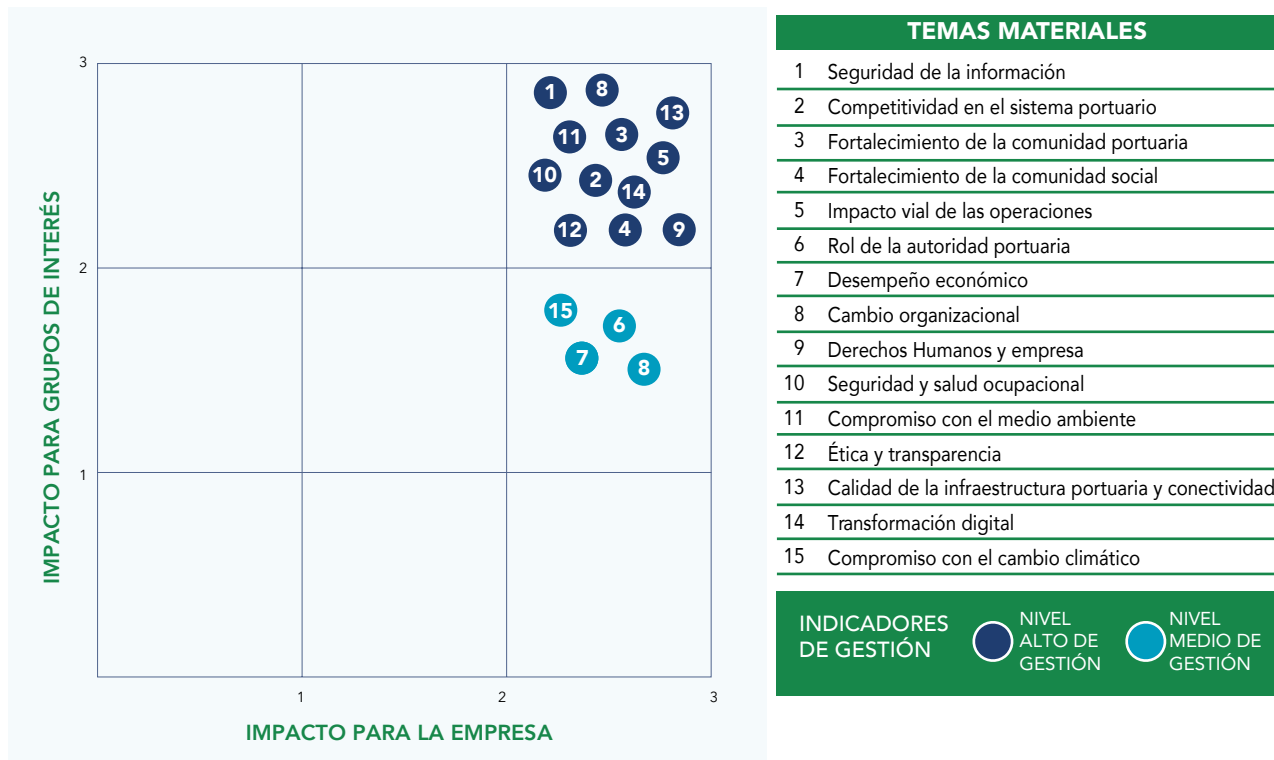 IMPACTO PARA GRUPOS DE INTERÉS
3
2
1
1
8
13
11
3
5
10
2
14
12
4
9
15
6
7
8
1
2
3
IMPACTO PARA LA EMPRESA
TEMAS MATERIALES
1 Seguridad de la información
2 Competitividad en el sistema portuario
3 Fortalecimiento de la comunidad portuaria
4 Fortalecimiento de la comunidad social
5 Impacto vial de las operaciones
6 Rol de la autoridad portuaria
7 Desempeño económico
8 Cambio organizacional
9 Derechos Humanos y empresa
10 Seguridad y salud ocupacional
11 Compromiso con el medio ambiente
12 Ética y transparencia
13 Calidad de la infraestructura portuaria y conectividad
14 Transformación digital
15 Compromiso con el cambio climático
INDICADORES
DE GESTIÓN
NIVEL
ALTO DE
GESTIÓN
NIVEL
MEDIO DE
GESTIÓN